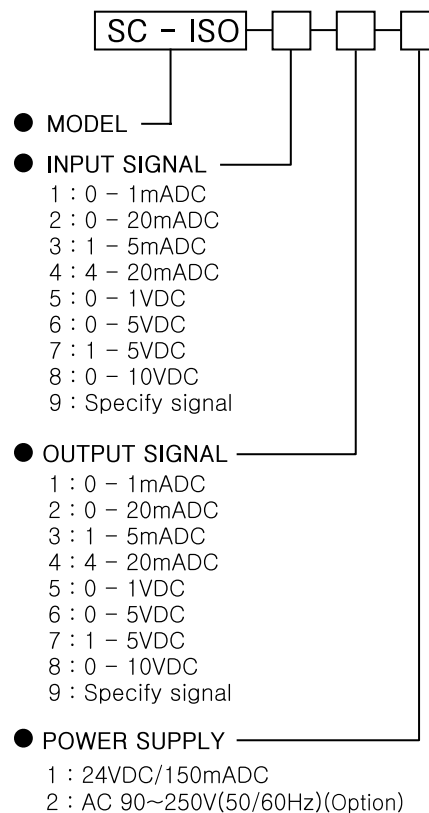 SC - ISO
● MODEL
● INPUT SIGNAL
1 : 0 - 1mADC
2 : 0 - 20mADC
3 : 1 - 5mADC
4 : 4 - 20mADC
5 : 0 - 1VDC
6 : 0 - 5VDC
7 : 1 - 5VDC
8 : 0 - 10VDC
9 : Specify signal
● OUTPUT SIGNAL
1 : 0 - 1mADC
2 : 0 - 20mADC
3 : 1 - 5mADC
4 : 4 - 20mADC
5 : 0 - 1VDC
6 : 0 - 5VDC
7 : 1 - 5VDC
8 : 0 - 10VDC
9 : Specify signal
● POWER SUPPLY
1 : 24VDC/150mADC
2 : AC 90~250V(50/60Hz)(Option)